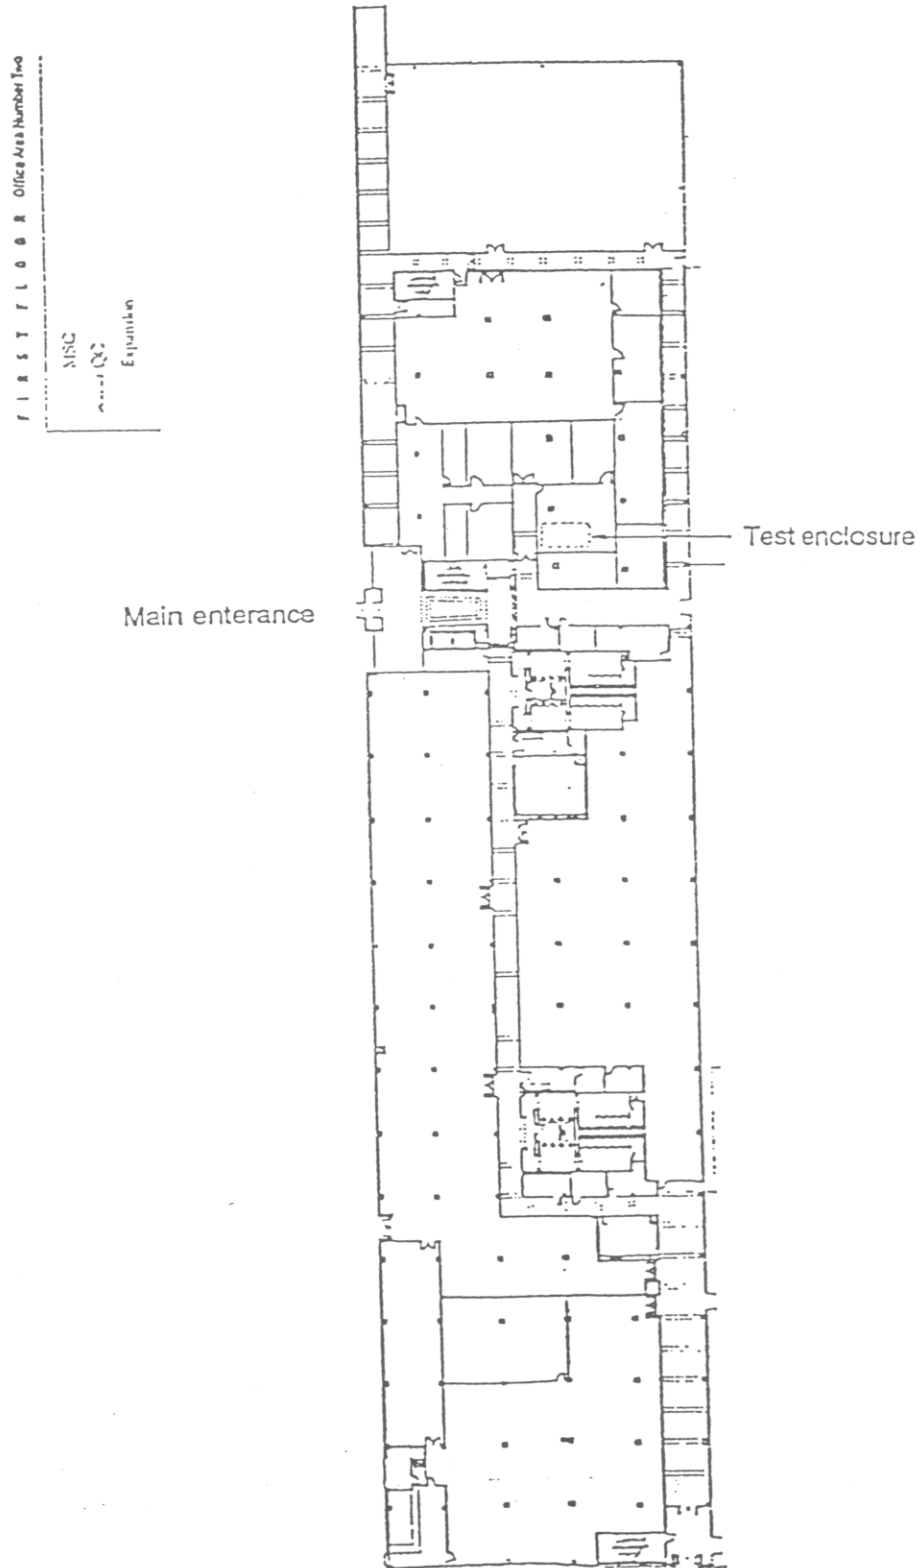 FIRST FLOOR Office Area Number Two
MSC
QC
Expansion
Test enclosure
Main enterance